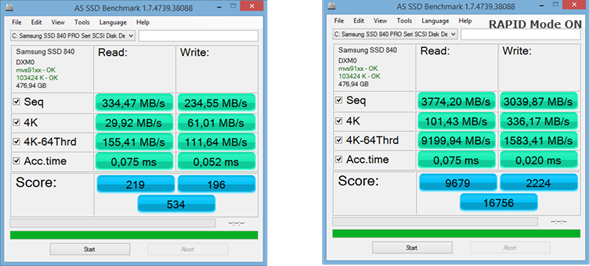 AS SSD Benchmark 1.7.4739.38088
File Edit View Tools Language Help
C: Samsung SSD 840 PRO Seri SCSI Disk De
Samsung SSD 840
DXM0
mvs91xx - OK
103424 K - OK
476,94 GB
Read: Write:
Seq 334,47 MB/s 234,55 MB/s
4K 29,92 MB/s 61,01 MB/s
4K-64Thrd 155,41 MB/s 111,64 MB/s
Acc.time 0,075 ms 0,052 ms
Score: 219 196
534
--:--:--
Start Abort
AS SSD Benchmark 1.7.4739.38088
File Edit View Tools Language Help
RAPID Mode ON
C: Samsung SSD 840 PRO Seri SCSI Disk De
Samsung SSD 840
DXM0
mvs91xx - OK
103424 K - OK
476,94 GB
Read: Write:
Seq 3774,20 MB/s 3039,87 MB/s
4K 101,43 MB/s 336,17 MB/s
4K-64Thrd 9199,94 MB/s 1583,41 MB/s
Acc.time 0,075 ms 0,020 ms
Score: 9679 2224
16756
--:--:--
Start Abort